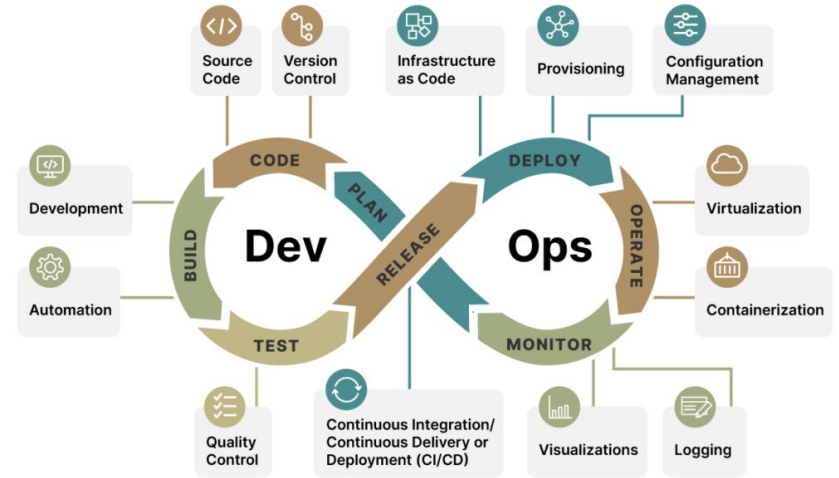 Source
Code
Version
Control
Infrastructure
as Code
Provisioning
Configuration
Management
CODE
PLAN
DEPLOY
Development
BUILD
Dev
RELEASE
Ops
OPERATE
Virtualization
Automation
Containerization
TEST
MONITOR
Quality
Control
Continuous Integration/
Continuous Delivery or
Deployment (CI/CD)
Visualizations
Logging